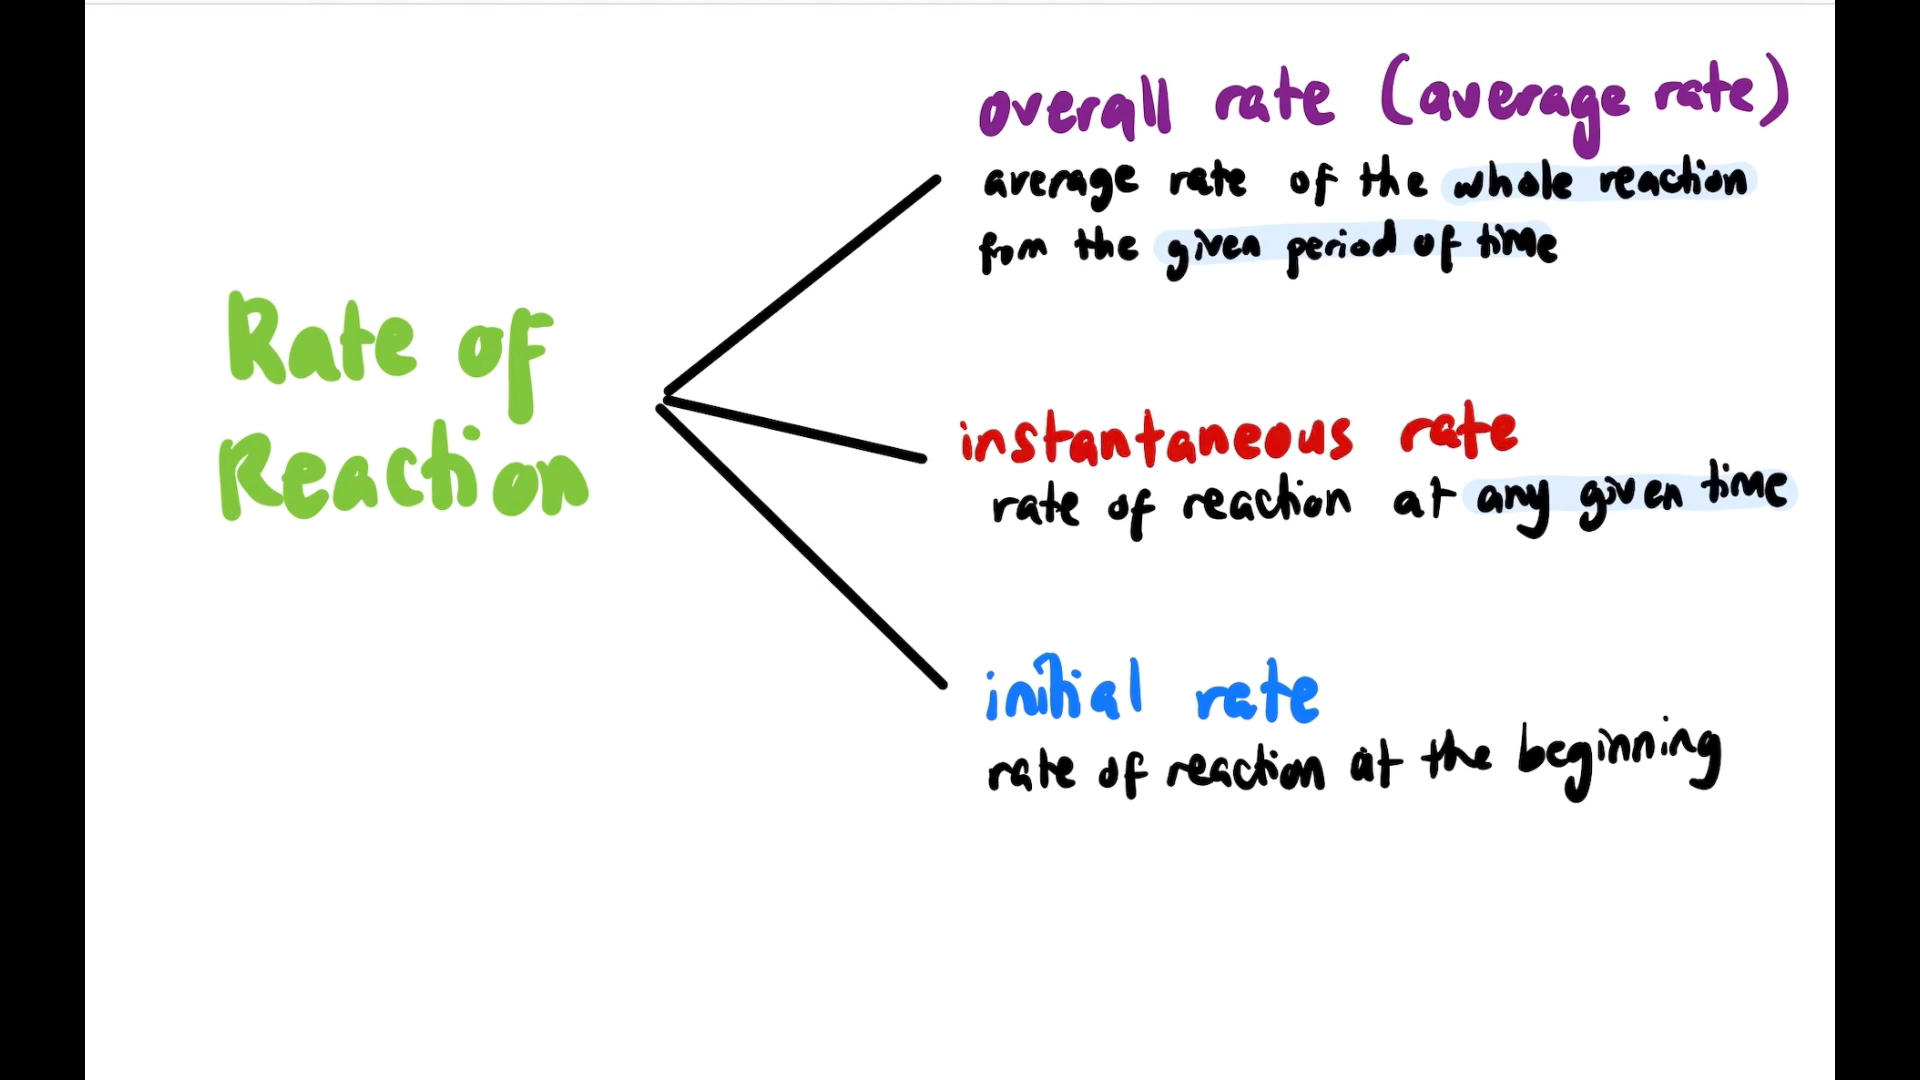 Rate of
Reaction
overall rate (average rate)
average rate of the whole reaction
from the given period of time
instantaneous rate
rate of reaction at any given time
initial rate
rate of reaction at the beginning